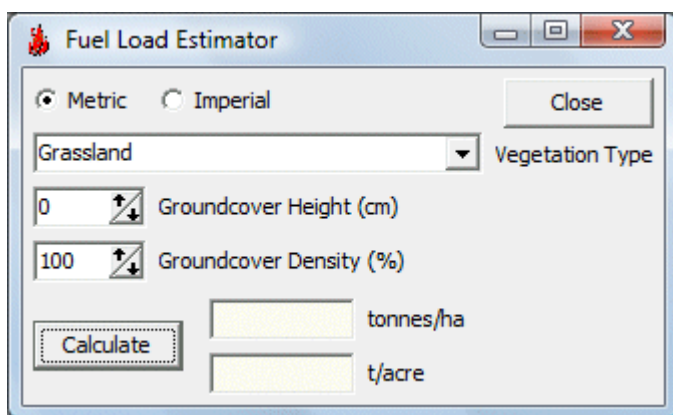 Fuel Load Estimator
Metric Imperial Close
Grassland Vegetation Type
0 Groundcover Height (cm)
100 Groundcover Density (%)
Calculate
tonnes/ha
t/acre